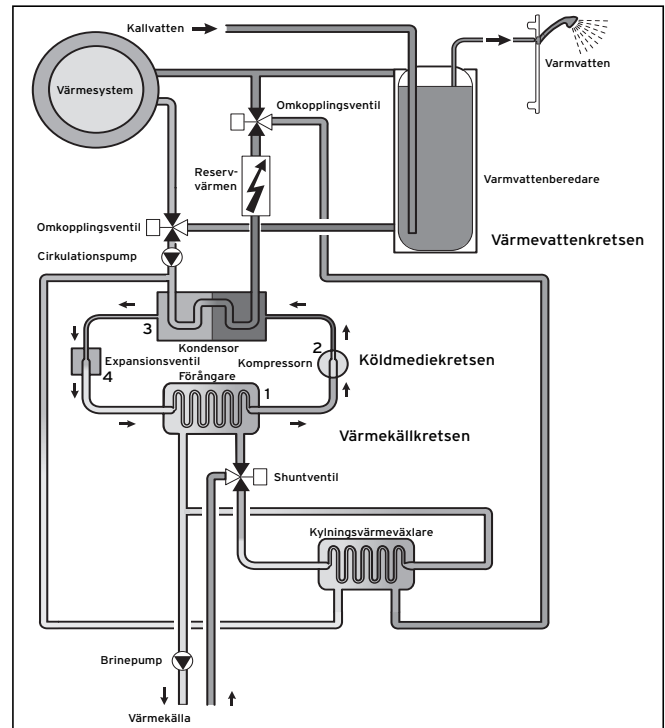 Kallvatten
Värmesystem
Varmvatten
Omkopplingsventil
Reserv-
värmen
Varmvattenberedare
Omkopplingsventil
Värmevattenkretsen
Cirkulationspump
3
Kondensor
2
Expansionsventil
Kompressorn
Köldmediekretsen
4
Förångare
1
Värmekällkretsen
Shuntventil
Kylningsvärmeväxlare
Brinepump
Värmekälla